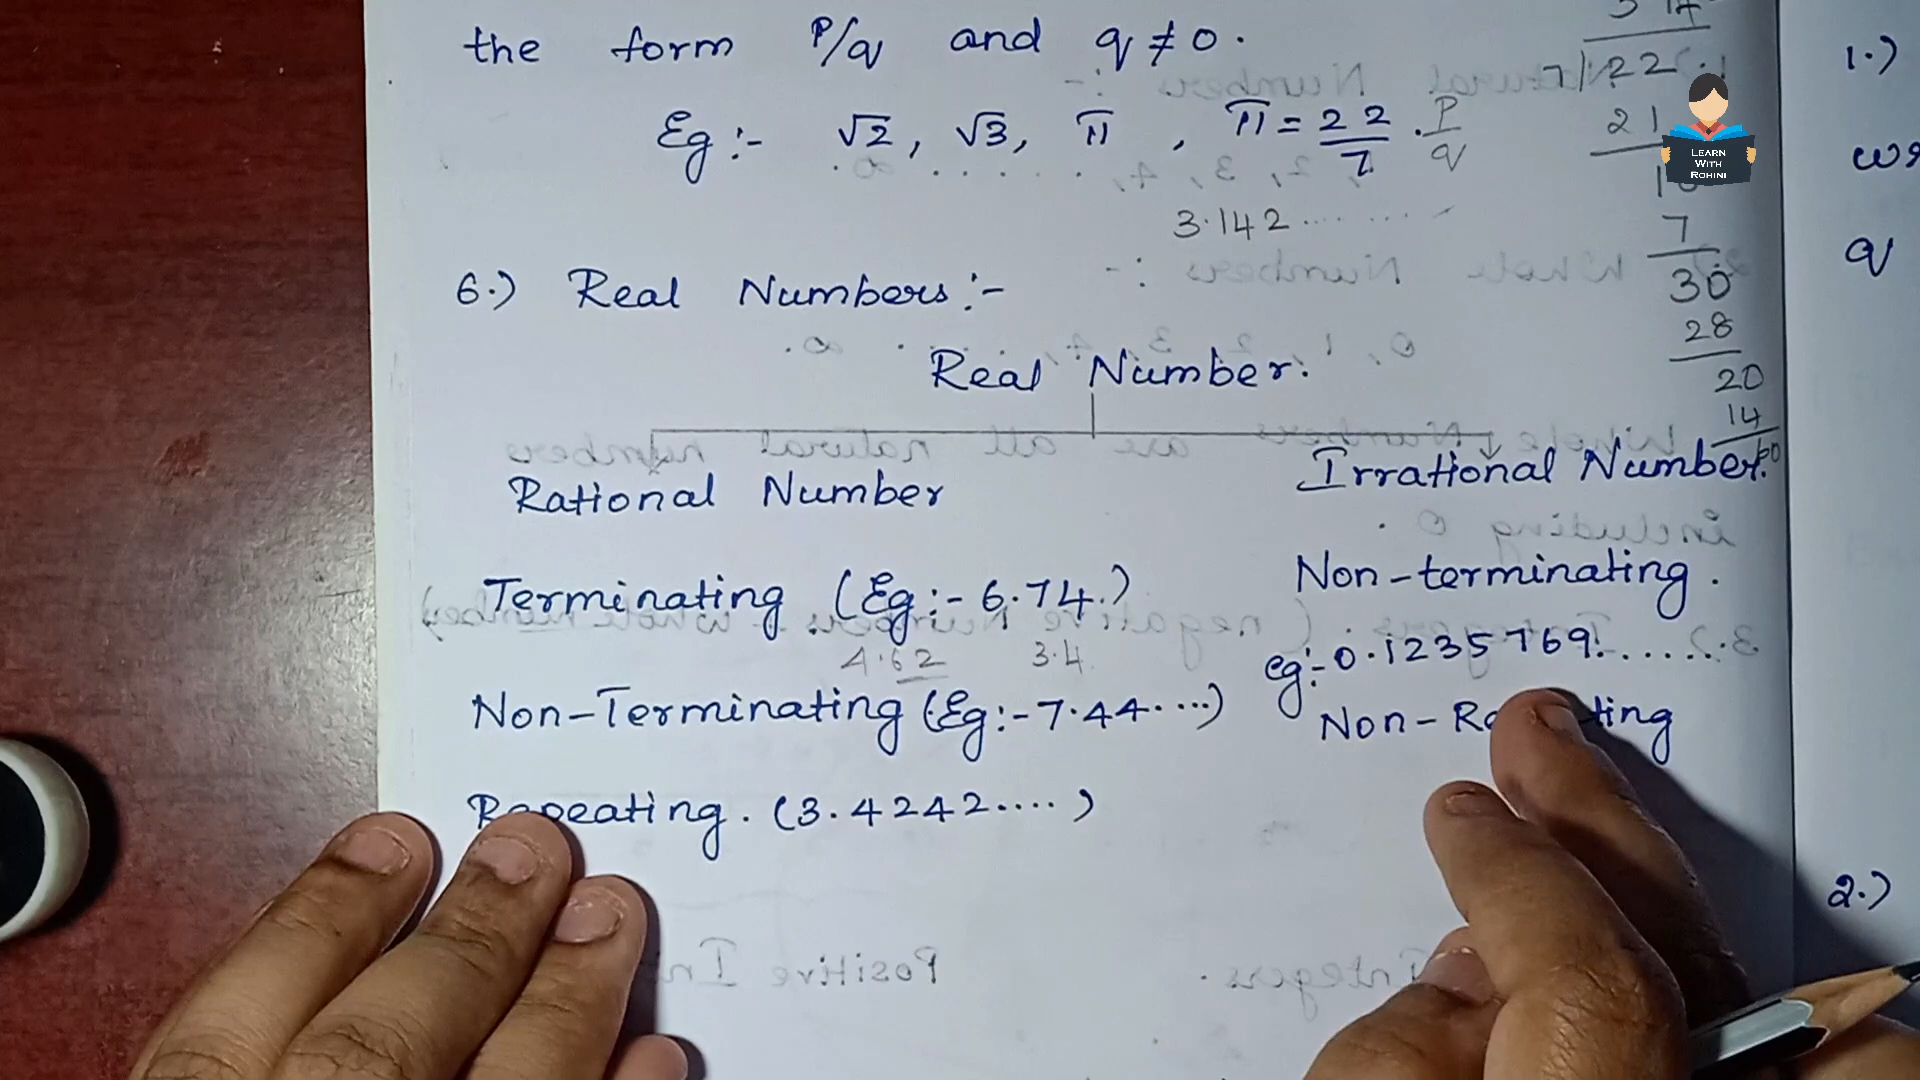 the form P/q and q ≠ 0.
Eg:- √2, √3, π, π = 22/7 . P/q
3.142......
6.) Real Numbers:-
Real Number.
Rational Number
Irrational Number.
Terminating (Eg:- 6.74.)
4.62 3.4
Non-Terminating (Eg:- 7.44....)
Repeating. (3.4242....)
Non-terminating.
eg:- 0.1235769......
Non-
7 22
21
7
30
28
20
14
LEARN
WITH
ROHINI
1.)
q
2.)